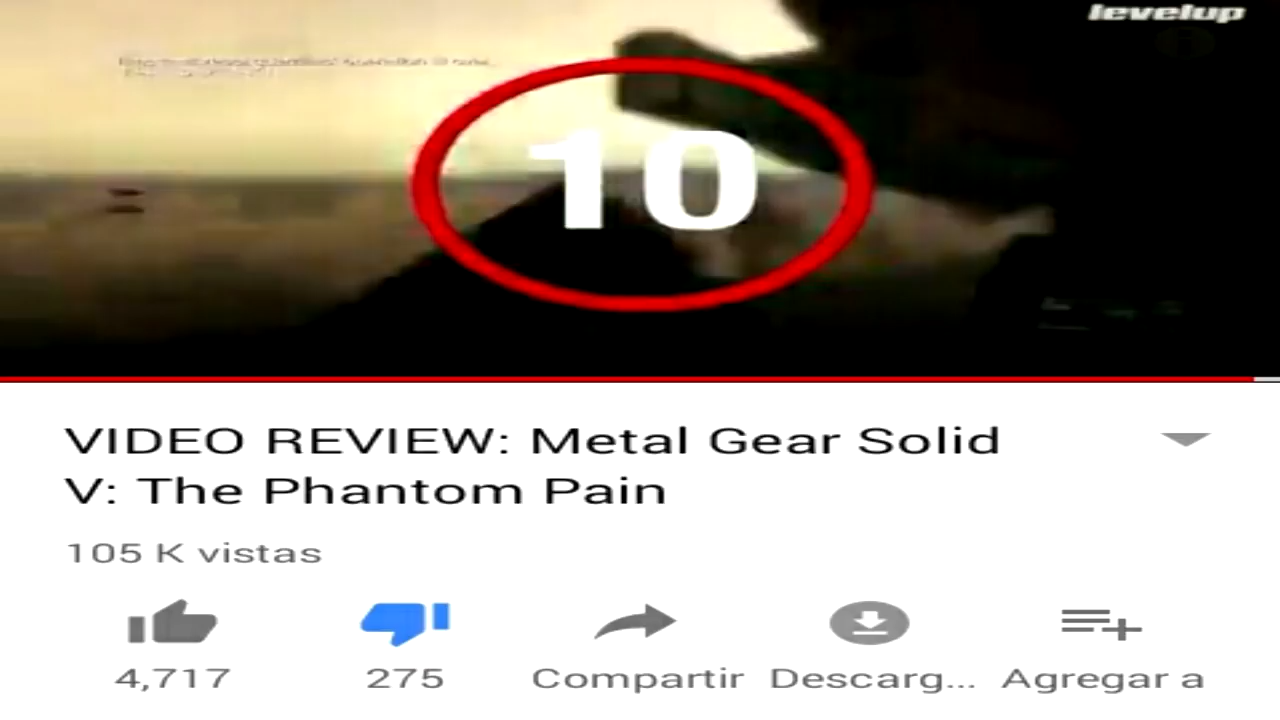 levelup
10
VIDEO REVIEW: Metal Gear Solid
V: The Phantom Pain
105 K vistas
4,717
275
Compartir
Descarg...
Agregar a